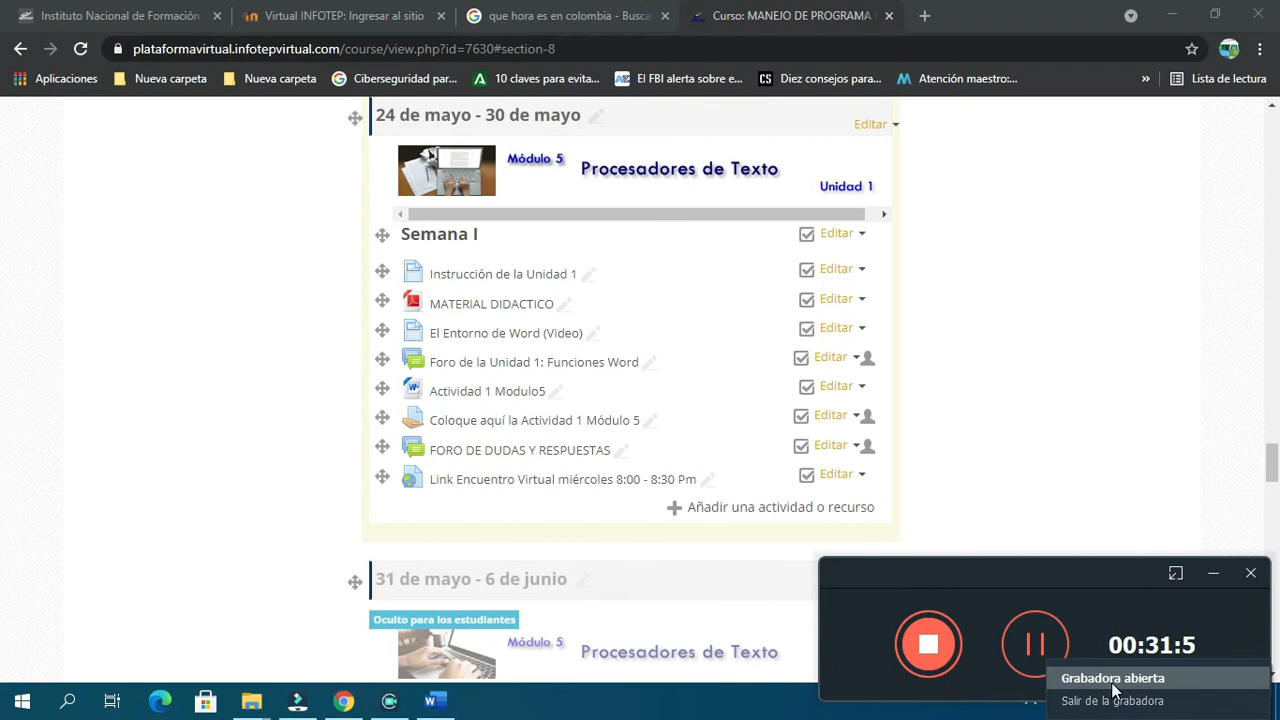 Instituto Nacional de Formación
Virtual INFOTEP: Ingresar al sitio
que hora es en colombia - Busca
Curso: MANEJO DE PROGRAMA
plataformavirtual.infotepvirtual.com/course/view.php?id=7630#section-8
Aplicaciones
Nueva carpeta
Nueva carpeta
Ciberseguridad par...
10 claves para evita...
El FBI alerta sobre e...
Diez consejos para...
Atención maestro:...
»
Lista de lectura
24 de mayo - 30 de mayo
Editar
Módulo 5
Procesadores de Texto
Unidad 1
Semana I
Editar
Instrucción de la Unidad 1
Editar
MATERIAL DIDACTICO
Editar
El Entorno de Word (Video)
Editar
Foro de la Unidad 1: Funciones Word
Editar
Actividad 1 Modulo5
Editar
Coloque aquí la Actividad 1 Módulo 5
Editar
FORO DE DUDAS Y RESPUESTAS
Editar
Link Encuentro Virtual miércoles 8:00 - 8:30 Pm
Editar
Añadir una actividad o recurso
31 de mayo - 6 de junio
Oculto para los estudiantes
Módulo 5
Procesadores de Texto
00:31:5
Grabadora abierta
Salir de la grabadora